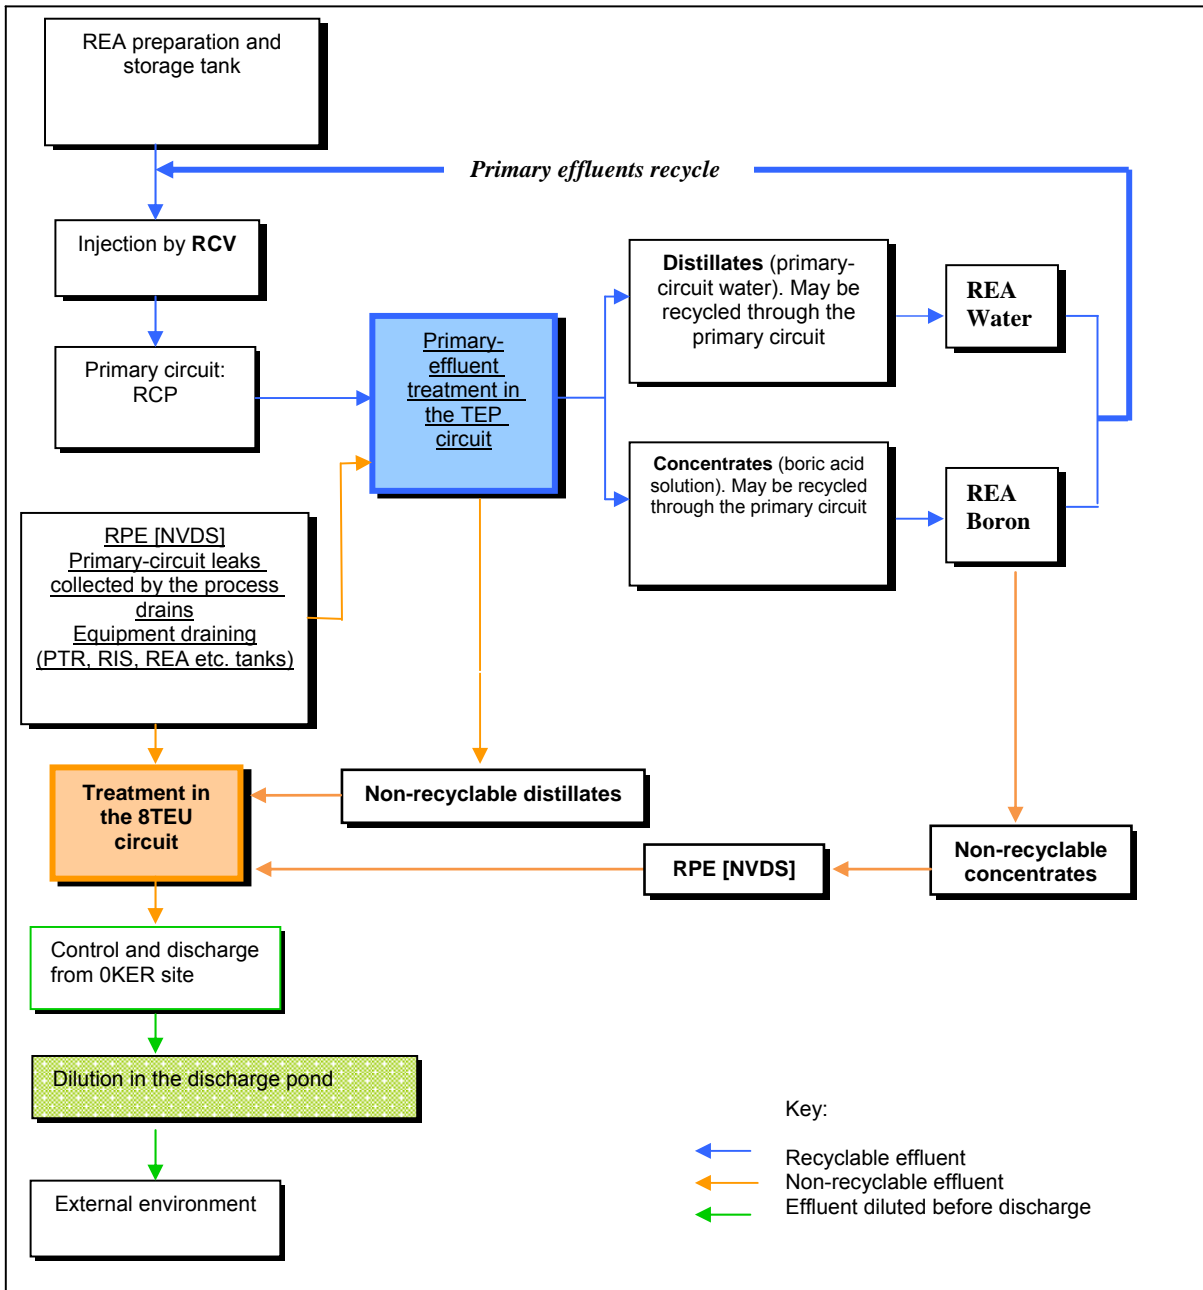 REA preparation and
storage tank
Primary effluents recycle
Injection by RCV
Primary circuit:
RCP
Primary-
effluent
treatment in
the TEP
circuit
Distillates (primary-
circuit water). May be
recycled through the
primary circuit
REA
Water
Concentrates (boric acid
solution). May be recycled
through the primary circuit
REA
Boron
RPE [NVDS]
Primary-circuit leaks
collected by the process
drains
Equipment draining
(PTR, RIS, REA etc. tanks)
Treatment in
the 8TEU
circuit
Non-recyclable distillates
RPE [NVDS]
Non-recyclable
concentrates
Control and discharge
from 0KER site
Dilution in the discharge pond
External environment
Key:
Recyclable effluent
Non-recyclable effluent
Effluent diluted before discharge